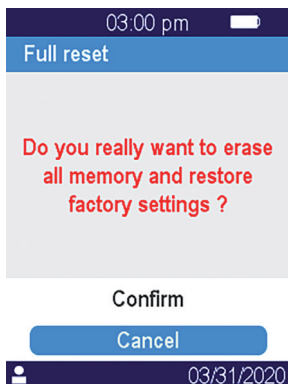 03:00 pm
Full reset
Do you really want to erase
all memory and restore
factory settings ?
Confirm
Cancel
03/31/2020